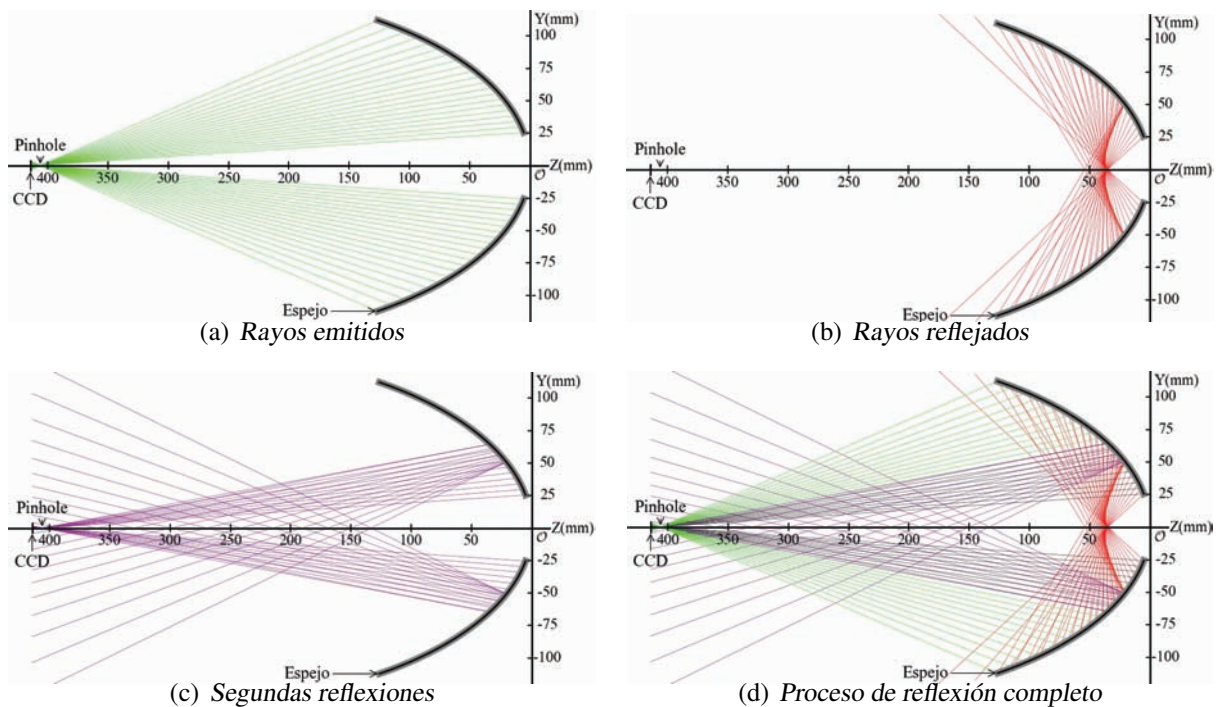 Y(mm)
100
75
50
25
Pinhole
Z(mm)
400 350 300 250 200 150 100 50
O
CCD
-25
-50
-75
100
Espejo
(a) Rayos emitidos
Y(mm)
100
75
50
25
Pinhole
Z(mm)
400 350 300 250 200 150 100 50
O
CCD
-25
-50
-75
100
Espejo
(b) Rayos reflejados
Y(mm)
100
75
50
25
Pinhole
Z(mm)
400 350 300 250 200 150 100 50
O
CCD
-25
-50
-75
100
Espejo
(c) Segundas reflexiones
Y(mm)
100
75
50
25
Pinhole
Z(mm)
400 350 300 250 200 150 100 50
O
CCD
-25
-50
-75
100
Espejo
(d) Proceso de reflexión completo